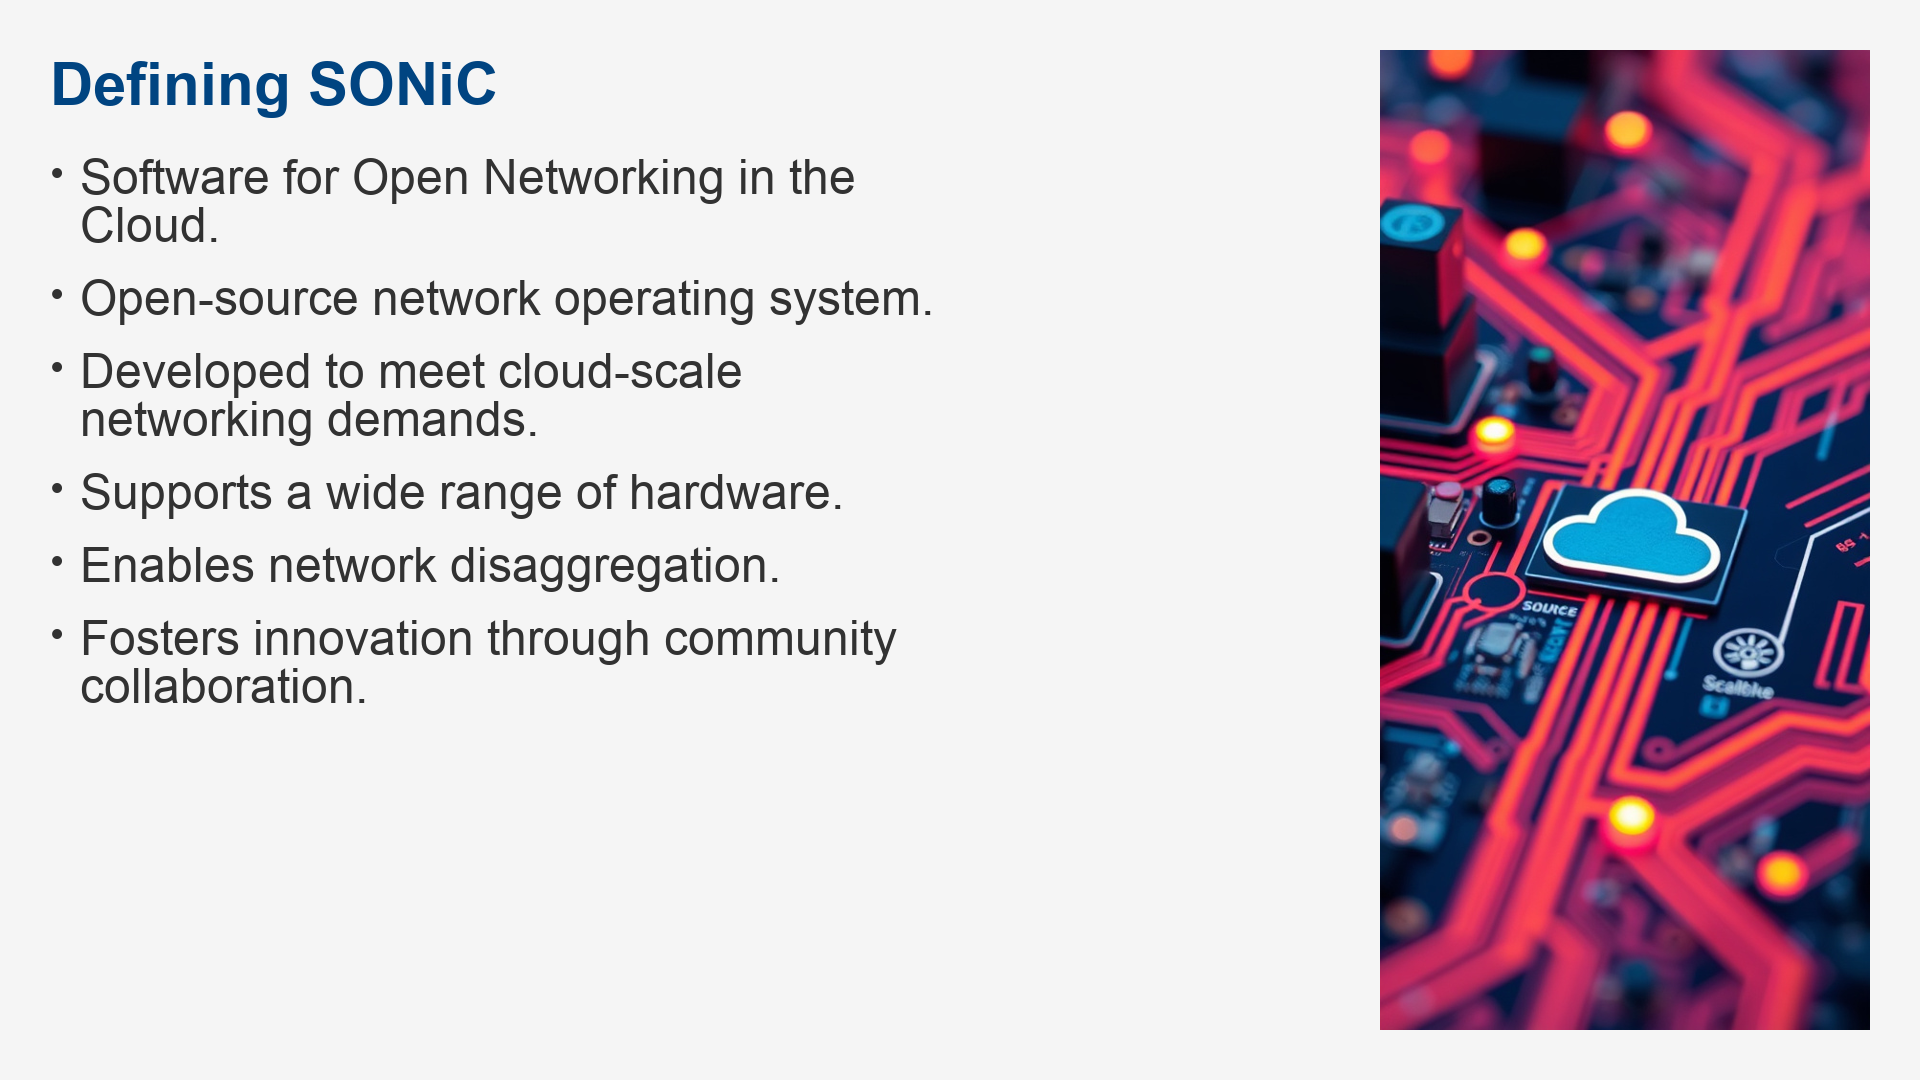 Defining SONiC
• Software for Open Networking in the
Cloud.
• Open-source network operating system.
• Developed to meet cloud-scale
networking demands.
• Supports a wide range of hardware.
• Enables network disaggregation.
• Fosters innovation through community
collaboration.
SOURCE